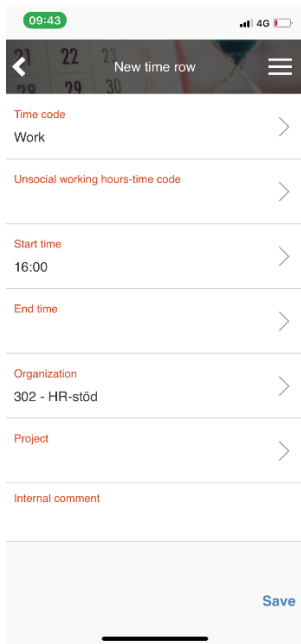 09:43
4G
21 22 23
New time row
29 30
Time code
Work
Unsocial working hours-time code
Start time
16:00
End time
Organization
302 - HR-stöd
Project
Internal comment
Save